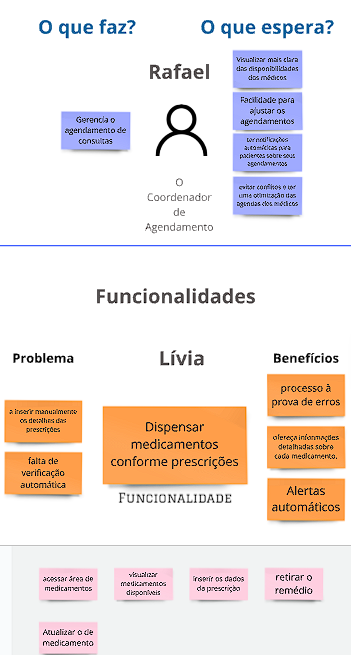 O que faz?
O que espera?
Rafael
Gerencia o
agendamento de
consultas
O
Coordenador
de
Agendamento
Visualizar mais clara
das disponibilidades
dos médicos
Facilidade para
ajustar os
agendamentos
ter notificações
automáticas para
pacientes sobre seus
agendamentos
evitar conflitos e ter
uma otimização das
agendas dos médicos
Funcionalidades
Problema
Lívia
Benefícios
a inserir manualmente
os detalhes das
prescrições
falta de
verificação
automática
Dispensar
medicamentos
conforme prescrições
FUNCIONALIDADE
processo à
prova de erros
ofereça informações
detalhadas sobre
cada medicamento.
Alertas
automáticos
acessar área de
medicamentos
visualizar
medicamentos
disponíveis
inserir os dados
da prescrição
retirar o
remédio
Atualizar o de
medicamento